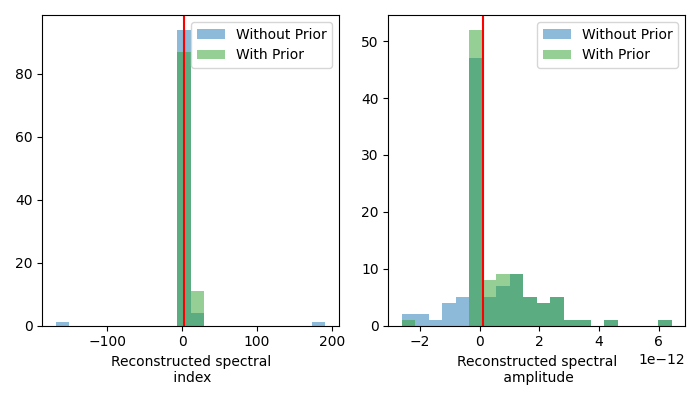 Without Prior
With Prior
80
60
40
20
0
−100
0
100
200
Reconstructed spectral
index
Without Prior
With Prior
50
40
30
20
10
0
−2
0
2
4
6
1e−12
Reconstructed spectral
amplitude